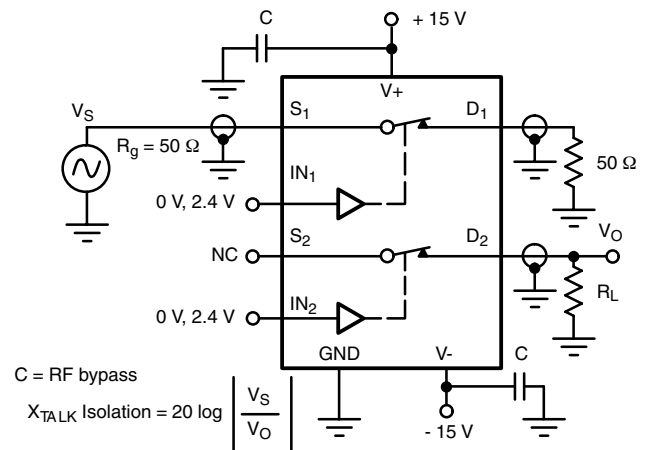 C
+ 15 V
V+
VS
S1
D1
Rg = 50 Ω
50 Ω
IN1
0 V, 2.4 V
S2
D2
VO
NC
RL
IN2
0 V, 2.4 V
GND
V-
C
C = RF bypass
XTALK Isolation = 20 log | VS / VO |
- 15 V